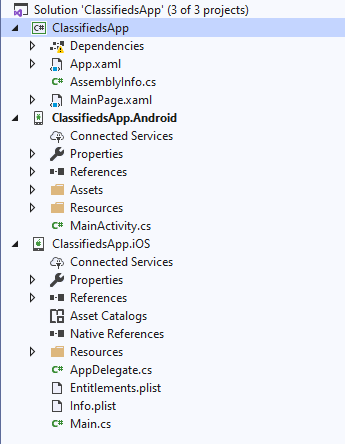 Solution 'ClassifiedsApp' (3 of 3 projects)
C# ClassifiedsApp
Dependencies
App.xaml
C# AssemblyInfo.cs
MainPage.xaml
ClassifiedsApp.Android
Connected Services
Properties
References
Assets
Resources
C# MainActivity.cs
ClassifiedsApp.iOS
Connected Services
Properties
References
Asset Catalogs
Native References
Resources
C# AppDelegate.cs
Entitlements.plist
Info.plist
C# Main.cs